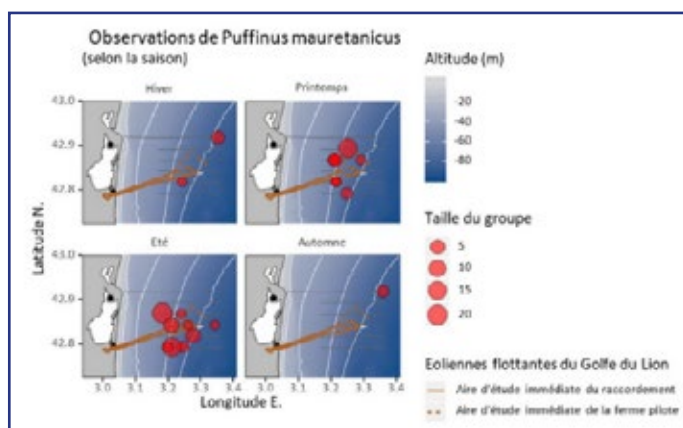 Observations de Puffinus mauretanicus
(selon la saison)
Hiver
Printemps
43.0
42.9
42.8
Latitude N.
Eté
Automne
43.0
42.9
42.8
3.0 3.1 3.2 3.3 3.4
3.0 3.1 3.2 3.3 3.4
Longitude E.
Altitude (m)
-20
-40
-60
-80
Taille du groupe
5
10
15
20
Eoliennes flottantes du Golfe du Lion
Aire d'étude immédiate du raccordement
Aire d'étude immédiate de la ferme pilote